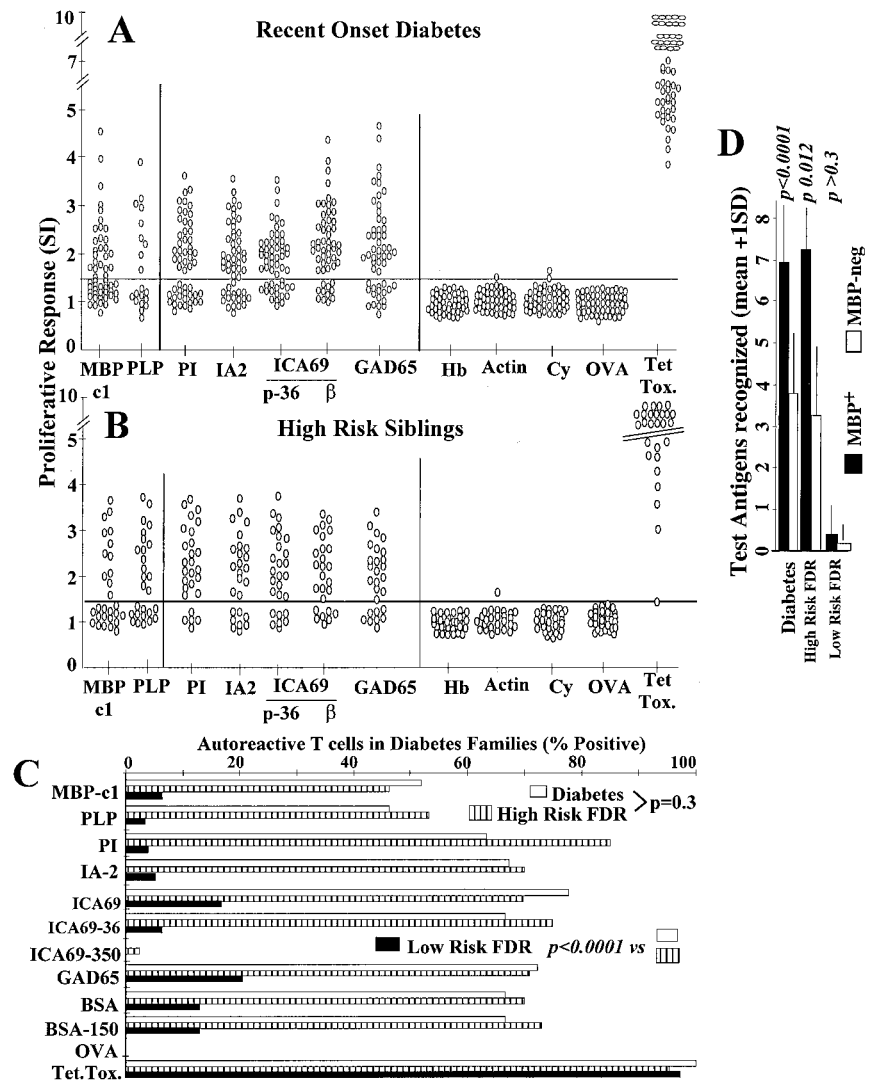 A
Recent Onset Diabetes
10
7
5
4
3
2
1
0
Proliferative Response (SI)
MBP PLP PI IA2 ICA69 GAD65 Hb Actin Cy OVA Tet
c1 p-36 β Tox.
B
High Risk Siblings
10
5
4
3
2
1
0
MBP PLP PI IA2 ICA69 GAD65 Hb Actin Cy OVA Tet
c1 p-36 β Tox.
C
Autoreactive T cells in Diabetes Families (% Positive)
0 20 40 60 80 100
MBP-c1
PLP
PI
IA-2
ICA69
ICA69-36
ICA69-350
GAD65
BSA
BSA-150
OVA
Tet.Tox.
Diabetes
High Risk FDR
p=0.3
Low Risk FDR p<0.0001 vs
D
p<0.0001
p 0.012
p >0.3
Test Antigens recognized (mean +1SD)
8
7
6
5
4
3
2
1
0
Diabetes
High Risk FDR
Low Risk FDR
MBP-neg
MBP+